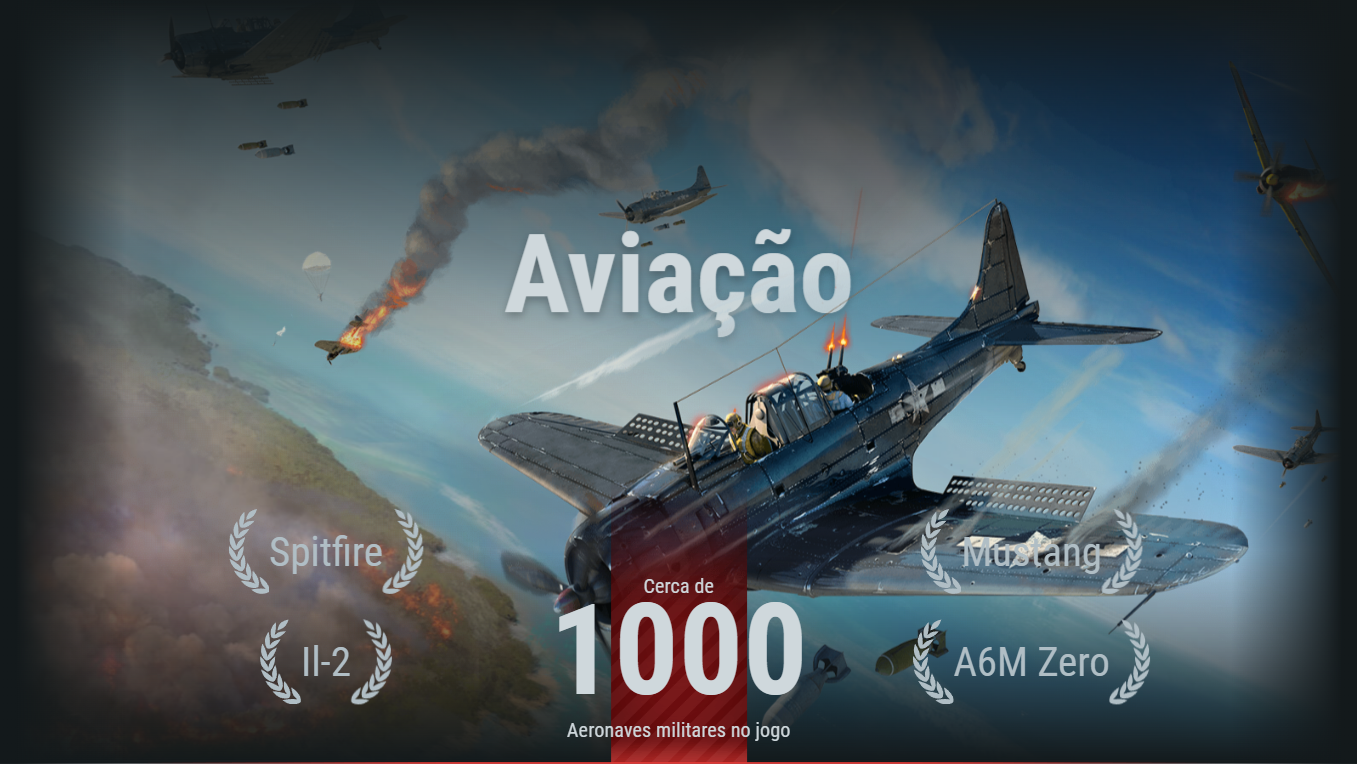 Aviação
Spitfire
Mustang
Cerca de
1000
Il-2
A6M Zero
Aeronaves militares no jogo